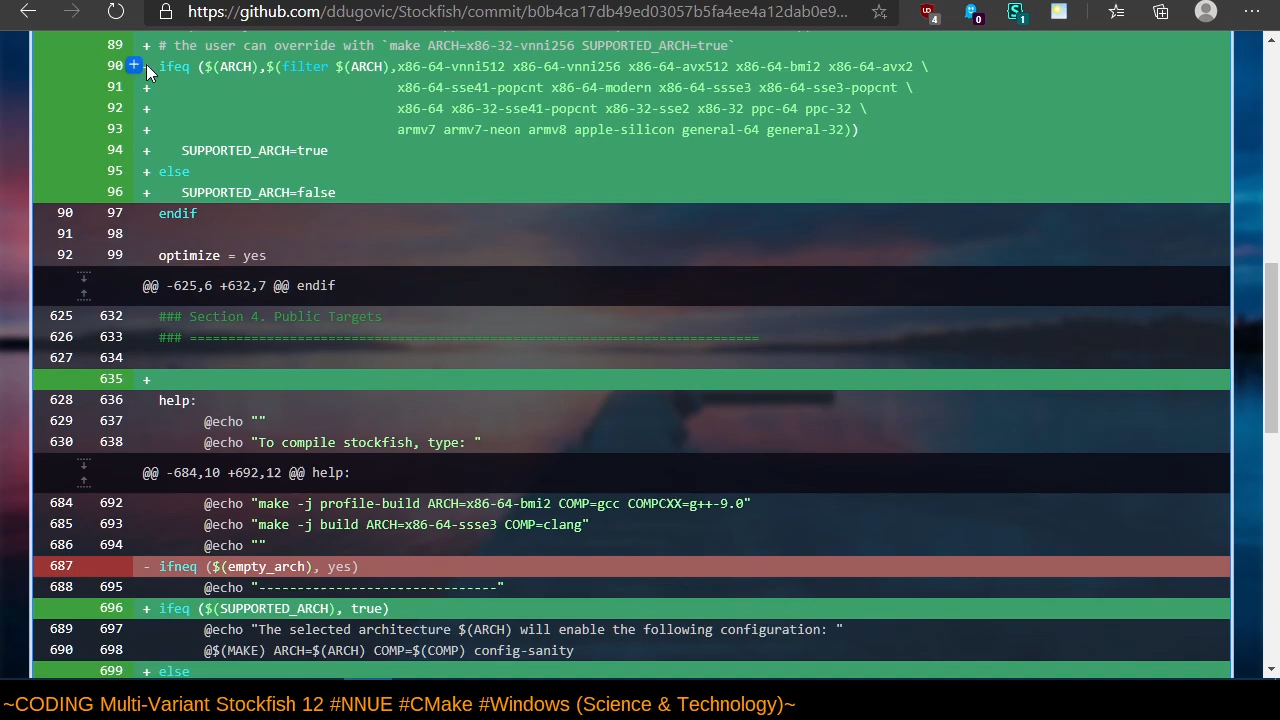 https://github.com/ddugovic/Stockfish/commit/b0b4ca17db49ed03057b5fa4ee4a12dab0e9...
4
0
1
89 + # the user can override with `make ARCH=x86-32-vnni256 SUPPORTED_ARCH=true`
90 + ifeq ($(ARCH),$(filter $(ARCH),x86-64-vnni512 x86-64-vnni256 x86-64-avx512 x86-64-bmi2 x86-64-avx2 \
91 + x86-64-sse41-popcnt x86-64-modern x86-64-ssse3 x86-64-sse3-popcnt \
92 + x86-64 x86-32-sse41-popcnt x86-32-sse2 x86-32 ppc-64 ppc-32 \
93 + armv7 armv7-neon armv8 apple-silicon general-64 general-32))
94 + SUPPORTED_ARCH=true
95 + else
96 + SUPPORTED_ARCH=false
90 97 endif
91 98
92 99 optimize = yes
@@ -625,6 +632,7 @@ endif
625 632 ### Section 4. Public Targets
626 633 ### ==========================================================================
627 634
635 +
628 636 help:
629 637 @echo ""
630 638 @echo "To compile stockfish, type: "
@@ -684,10 +692,12 @@ help:
684 692 @echo "make -j profile-build ARCH=x86-64-bmi2 COMP=gcc COMPCXX=g++-9.0"
685 693 @echo "make -j build ARCH=x86-64-ssse3 COMP=clang"
686 694 @echo ""
687 - ifneq ($(empty_arch), yes)
688 695 @echo "-------------------------------"
696 + ifeq ($(SUPPORTED_ARCH), true)
689 697 @echo "The selected architecture $(ARCH) will enable the following configuration: "
690 698 @$(MAKE) ARCH=$(ARCH) COMP=$(COMP) config-sanity
699 + else
~CODING Multi-Variant Stockfish 12 #NNUE #CMake #Windows (Science & Technology)~